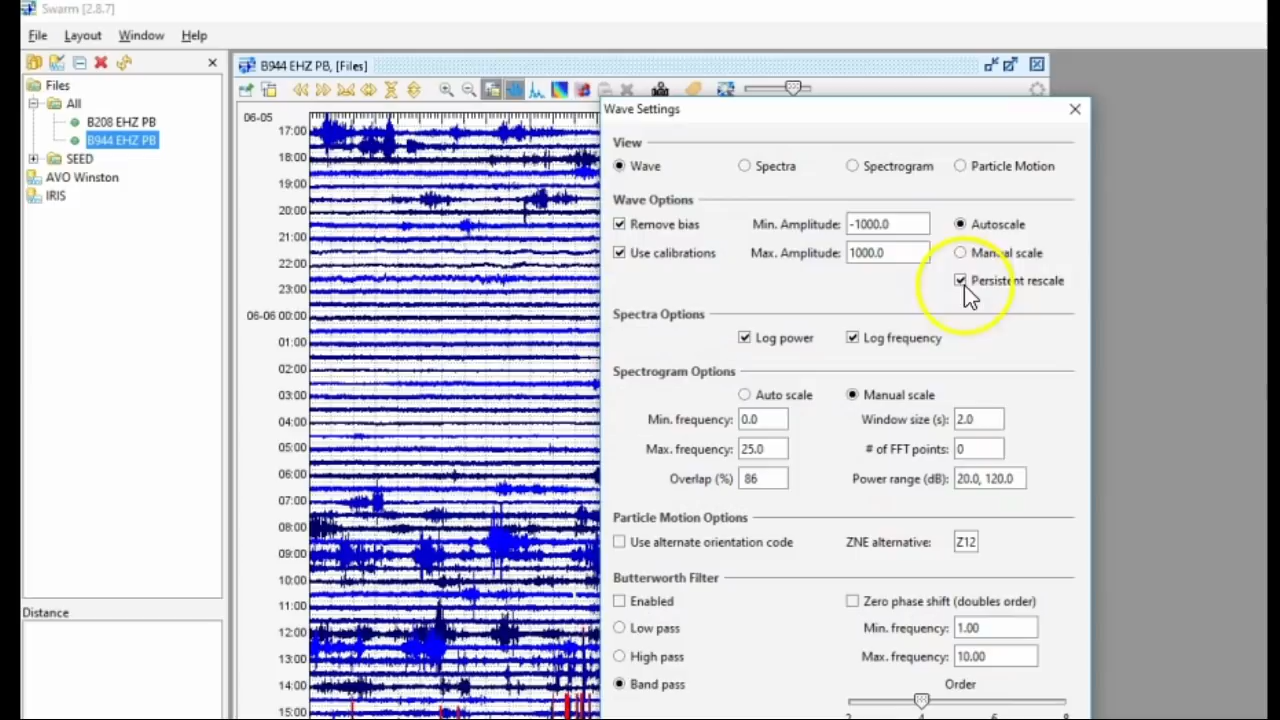 Swarm [2.8.7]
File Layout Window Help
B944 EHZ PB, [Files]
Files
All
B208 EHZ PB
B944 EHZ PB
SEED
AVO Winston
IRIS
Distance
06-05
17:00
18:00
19:00
20:00
21:00
22:00
23:00
06-06 00:00
01:00
02:00
03:00
04:00
05:00
06:00
07:00
08:00
09:00
10:00
11:00
12:00
13:00
14:00
15:00
Wave Settings
View
Wave Spectra Spectrogram Particle Motion
Wave Options
Remove bias Min. Amplitude: -1000.0 Autoscale
Use calibrations Max. Amplitude: 1000.0 Manual scale
Persistent rescale
Spectra Options
Log power Log frequency
Spectrogram Options
Auto scale Manual scale
Min. frequency: 0.0 Window size (s): 2.0
Max. frequency: 25.0 # of FFT points: 0
Overlap (%) 86 Power range (dB): 20.0, 120.0
Particle Motion Options
Use alternate orientation code ZNE alternative: Z12
Butterworth Filter
Enabled Zero phase shift (doubles order)
Low pass Min. frequency: 1.00
High pass Max. frequency: 10.00
Band pass Order
2 4 6 8